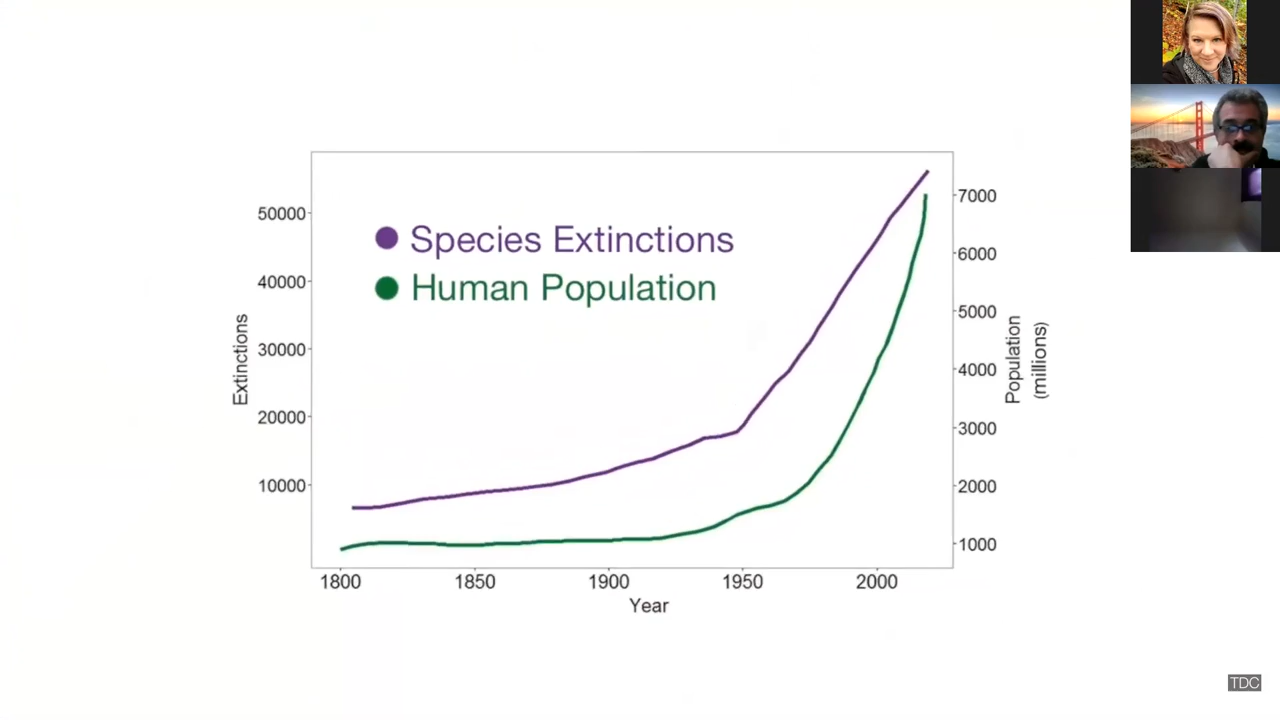 Species Extinctions
Human Population
50000
40000
30000
20000
10000
Extinctions
7000
6000
5000
4000
3000
2000
1000
Population
(millions)
1800 1850 1900 1950 2000
Year
TDC